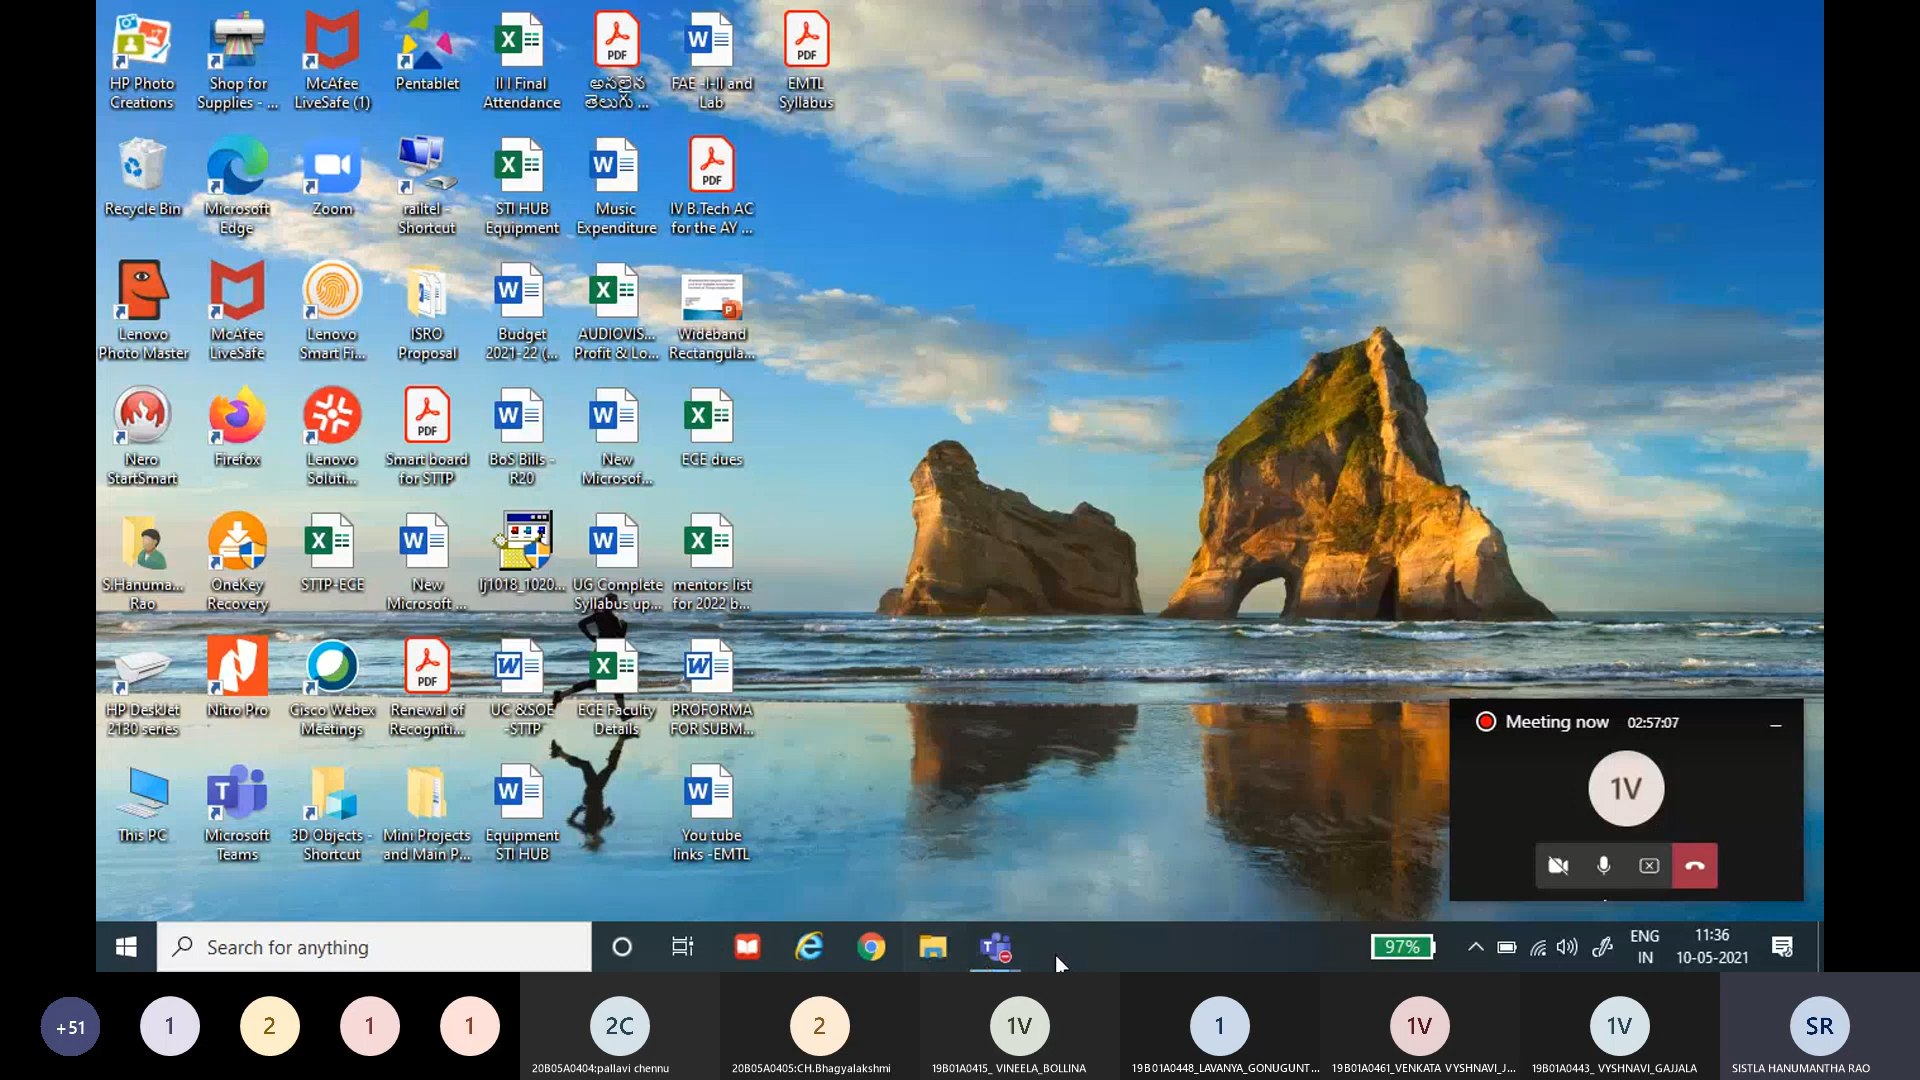 HP Photo
Creations
Shop for
Supplies - ...
McAfee
LiveSafe (1)
Pentablet
II I Final
Attendance
PDF
అసలైన
తెలుగు ...
FAE -I-II and
Lab
PDF
EMTL
Syllabus
Recycle Bin
Microsoft
Edge
Zoom
railtel -
Shortcut
STI HUB
Equipment
Music
Expenditure
PDF
IV B.Tech AC
for the AY ...
Lenovo
Photo Master
McAfee
LiveSafe
Lenovo
Smart Fi...
ISRO
Proposal
Budget
2021-22 (...
AUDIOVIS...
Profit & Lo...
Wideband
Rectangula...
Nero
StartSmart
Firefox
Lenovo
Soluti...
PDF
Smart board
for STTP
BoS Bills -
R20
New
Microsof...
ECE dues
S.Hanuma...
Rao
OneKey
Recovery
STTP-ECE
New
Microsoft ...
lj1018_1020...
UG Complete
Syllabus up...
mentors list
for 2022 b...
HP DeskJet
2130 series
Nitro Pro
Cisco Webex
Meetings
PDF
Renewal of
Recogniti...
UC &SOE
-STTP
ECE Faculty
Details
PROFORMA
FOR SUBM...
This PC
Microsoft
Teams
3D Objects -
Shortcut
Mini Projects
and Main P...
Equipment
STI HUB
You tube
links -EMTL
Meeting now 02:57:07
1V
Search for anything
97%
ENG
IN
11:36
10-05-2021
+51
1
2
1
1
2C
20B05A0404:pallavi chennu
2
20B05A0405:CH.Bhagyalakshmi
1V
19B01A0415_ VINEELA_BOLLINA
1
19B01A0448_LAVANYA_GONUGUNT...
1V
19B01A0461_VENKATA VYSHNAVI_J...
1V
19B01A0443_ VYSHNAVI_GAJJALA
SR
SISTLA HANUMANTHA RAO